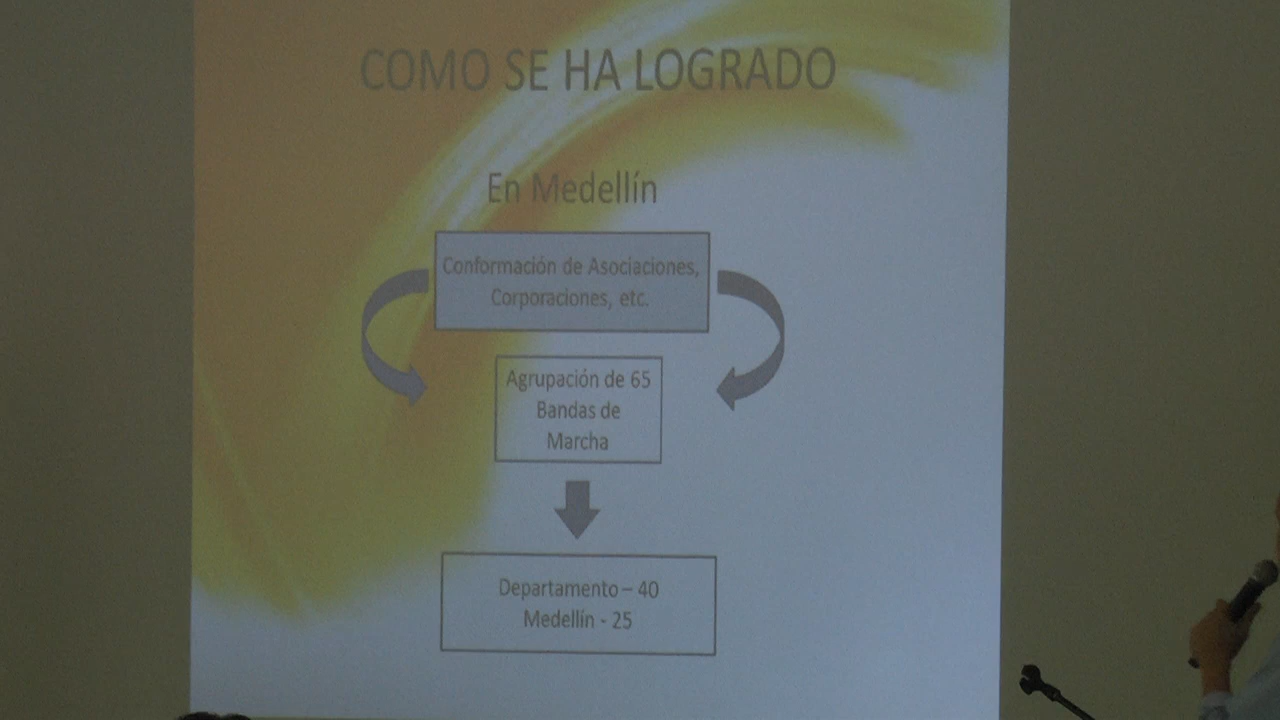 COMO SE HA LOGRADO
En Medellín
Conformación de Asociaciones,
Corporaciones, etc.
Agrupación de 65
Bandas de
Marcha
Departamento – 40
Medellín - 25